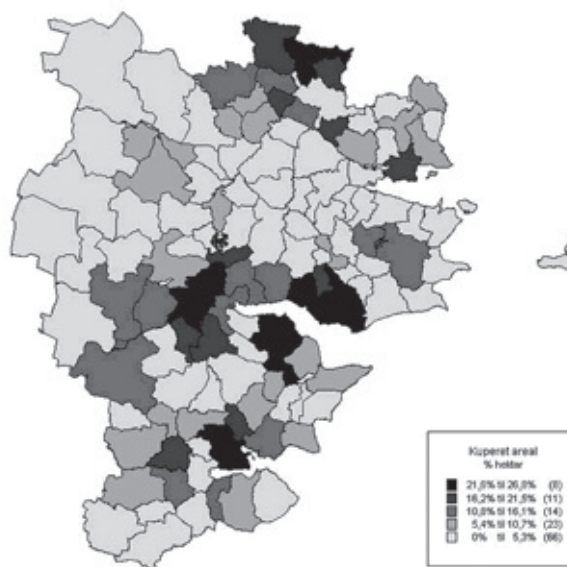 Kuperet areal
% hektar
21,6% til 26,8% (8)
16,2% til 21,5% (11)
10,8% til 16,1% (14)
5,4% til 10,7% (23)
0% til 5,3% (66)